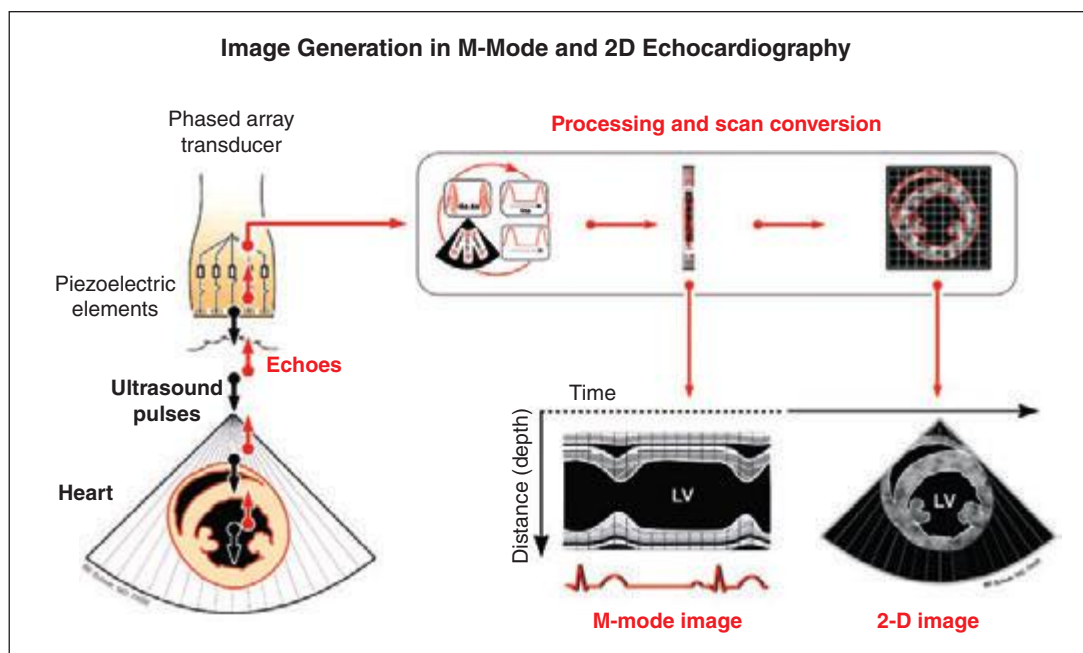 Image Generation in M-Mode and 2D Echocardiography
Phased array
transducer
Processing and scan conversion
Piezoelectric
elements
Echoes
Ultrasound
pulses
Heart
Time
Distance (depth)
LV
LV
M-mode image
2-D image